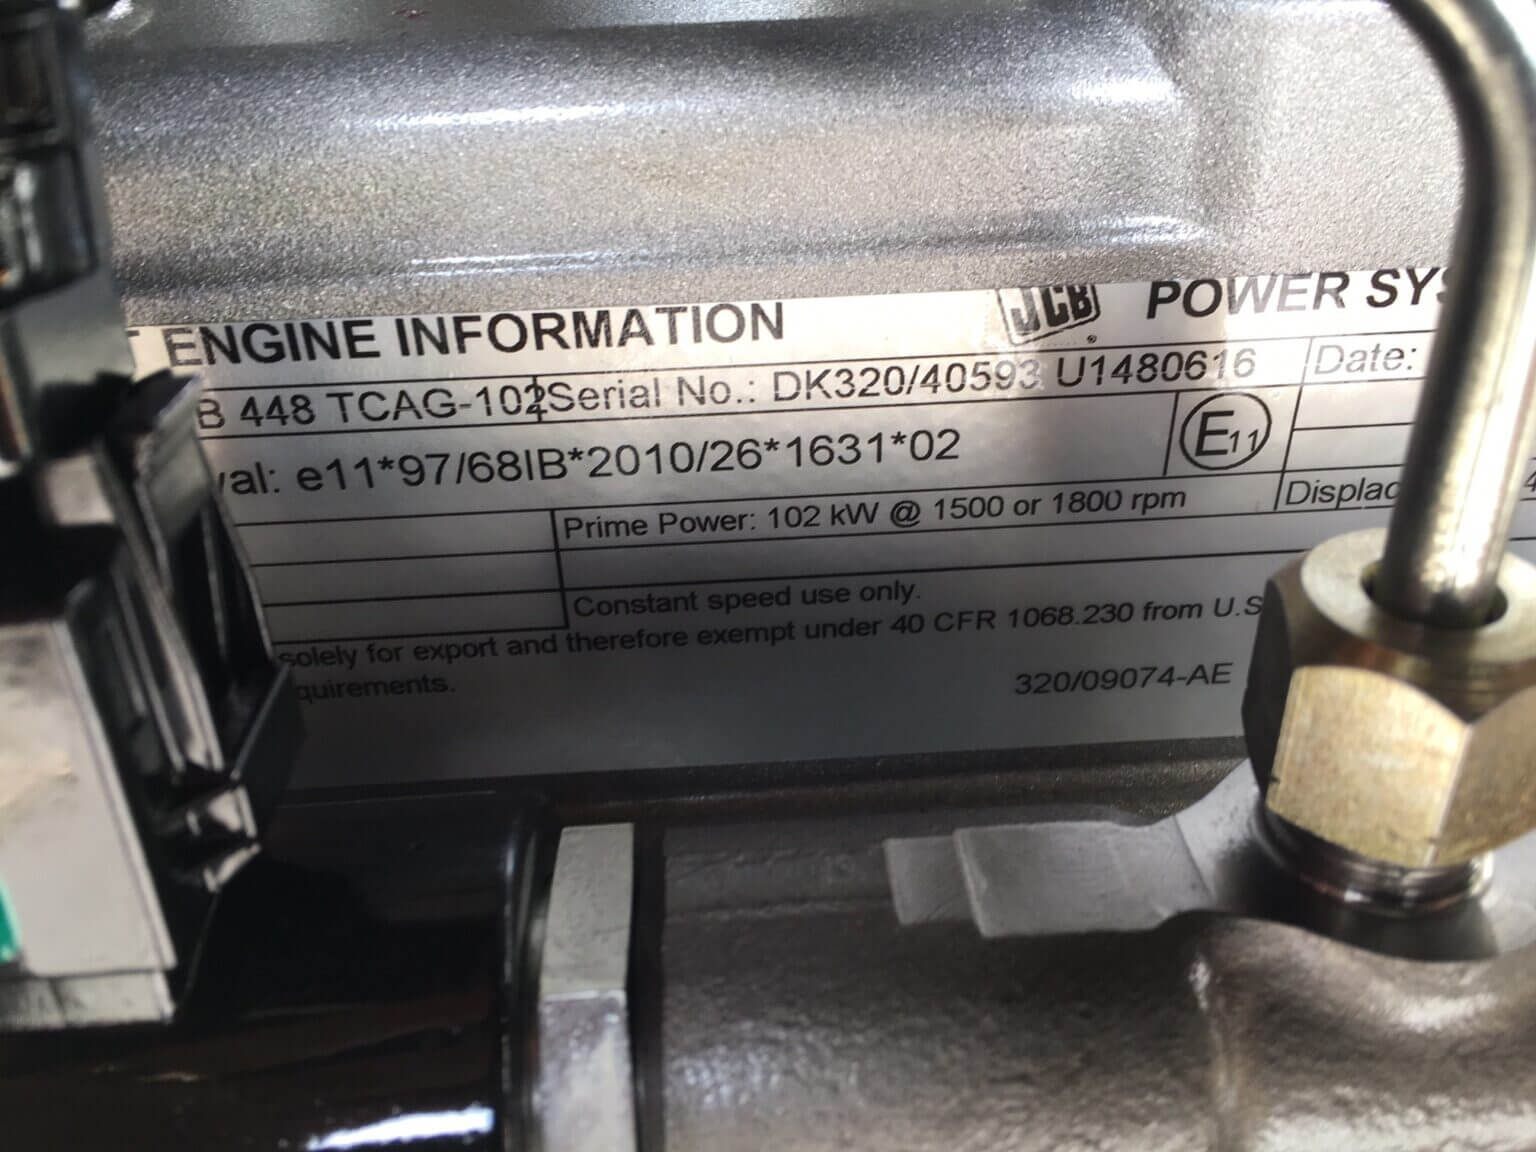 ENGINE INFORMATION JCB POWER SYS
B 448 TCAG-102 Serial No.: DK320/40593 U1480616 Date:
val: e11*97/68IB*2010/26*1631*02 E11
Prime Power: 102 kW @ 1500 or 1800 rpm Displac
Constant speed use only.
solely for export and therefore exempt under 40 CFR 1068.230 from U.S
quirements.
320/09074-AE